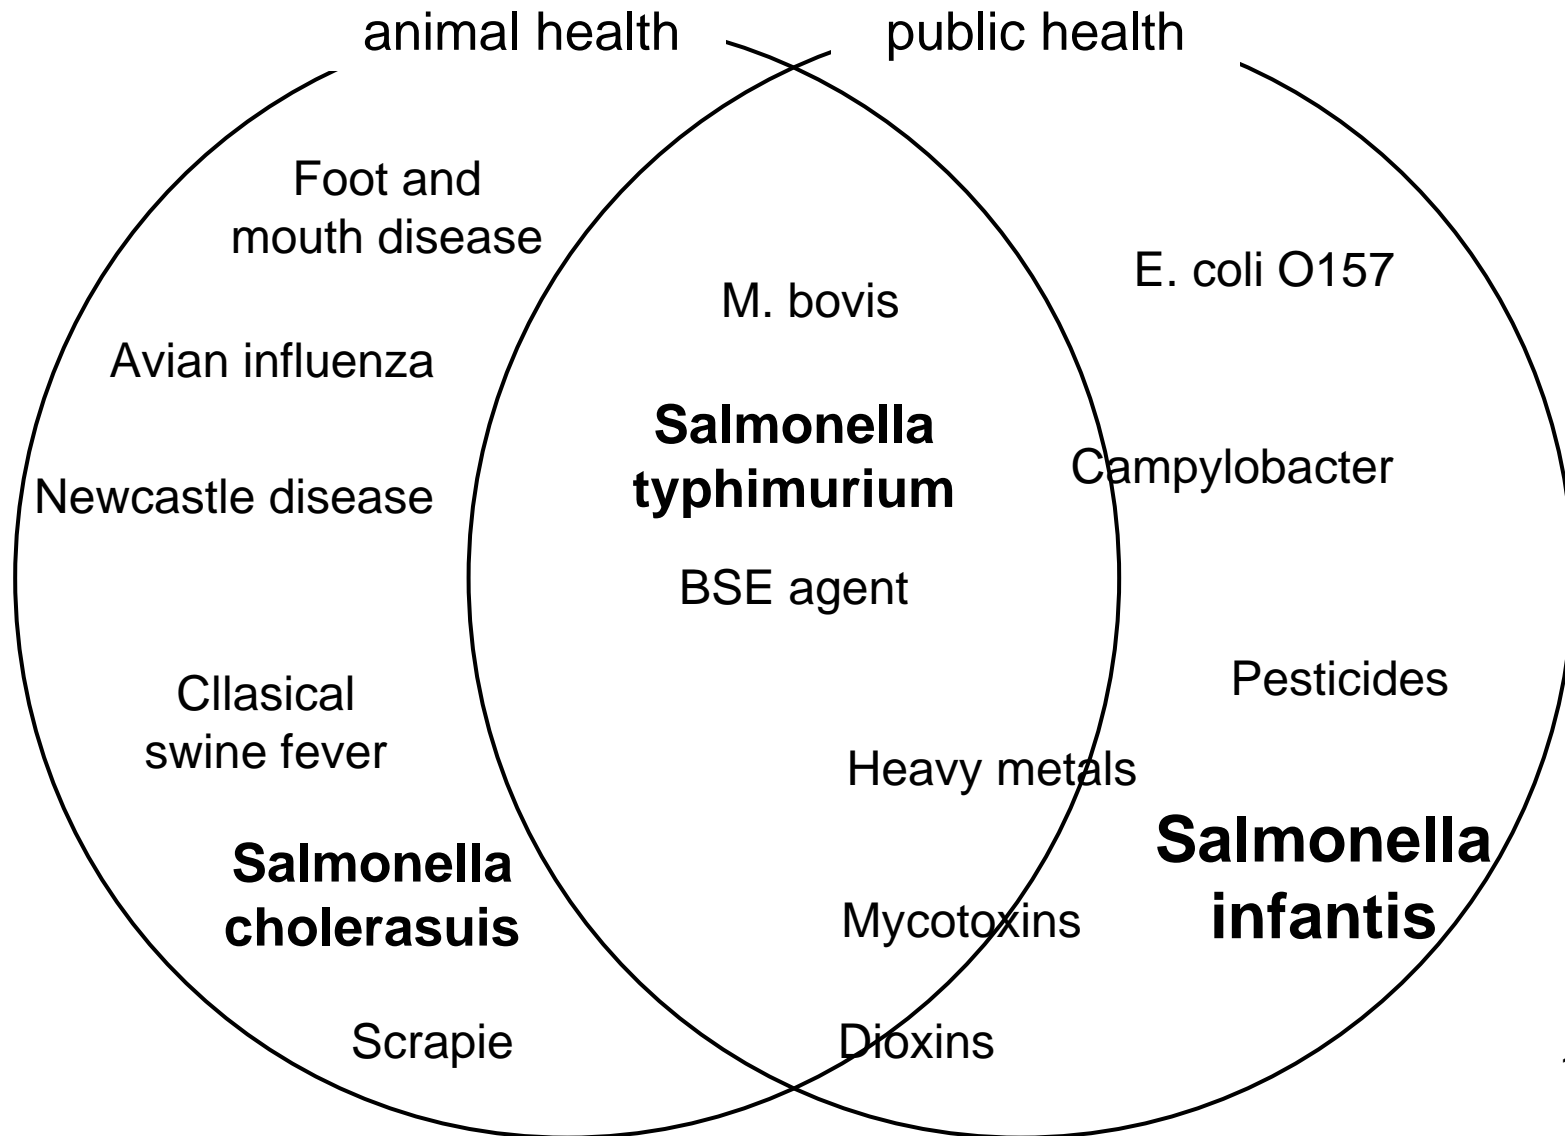 animal health
public health
Foot and
mouth disease
Avian influenza
Newcastle disease
Cllasical
swine fever
Salmonella
cholerasuis
Scrapie
M. bovis
Salmonella
typhimurium
BSE agent
Heavy metals
Mycotoxins
Dioxins
E. coli O157
Campylobacter
Pesticides
Salmonella
infantis